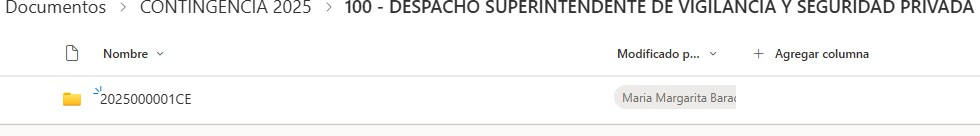 Documentos > CONTINGENCIA 2025 > 100 - DESPACHO SUPERINTENDENTE DE VIGILANCIA Y SEGURIDAD PRIVADA
Nombre Modificado p... + Agregar columna
2025000001CE Maria Margarita